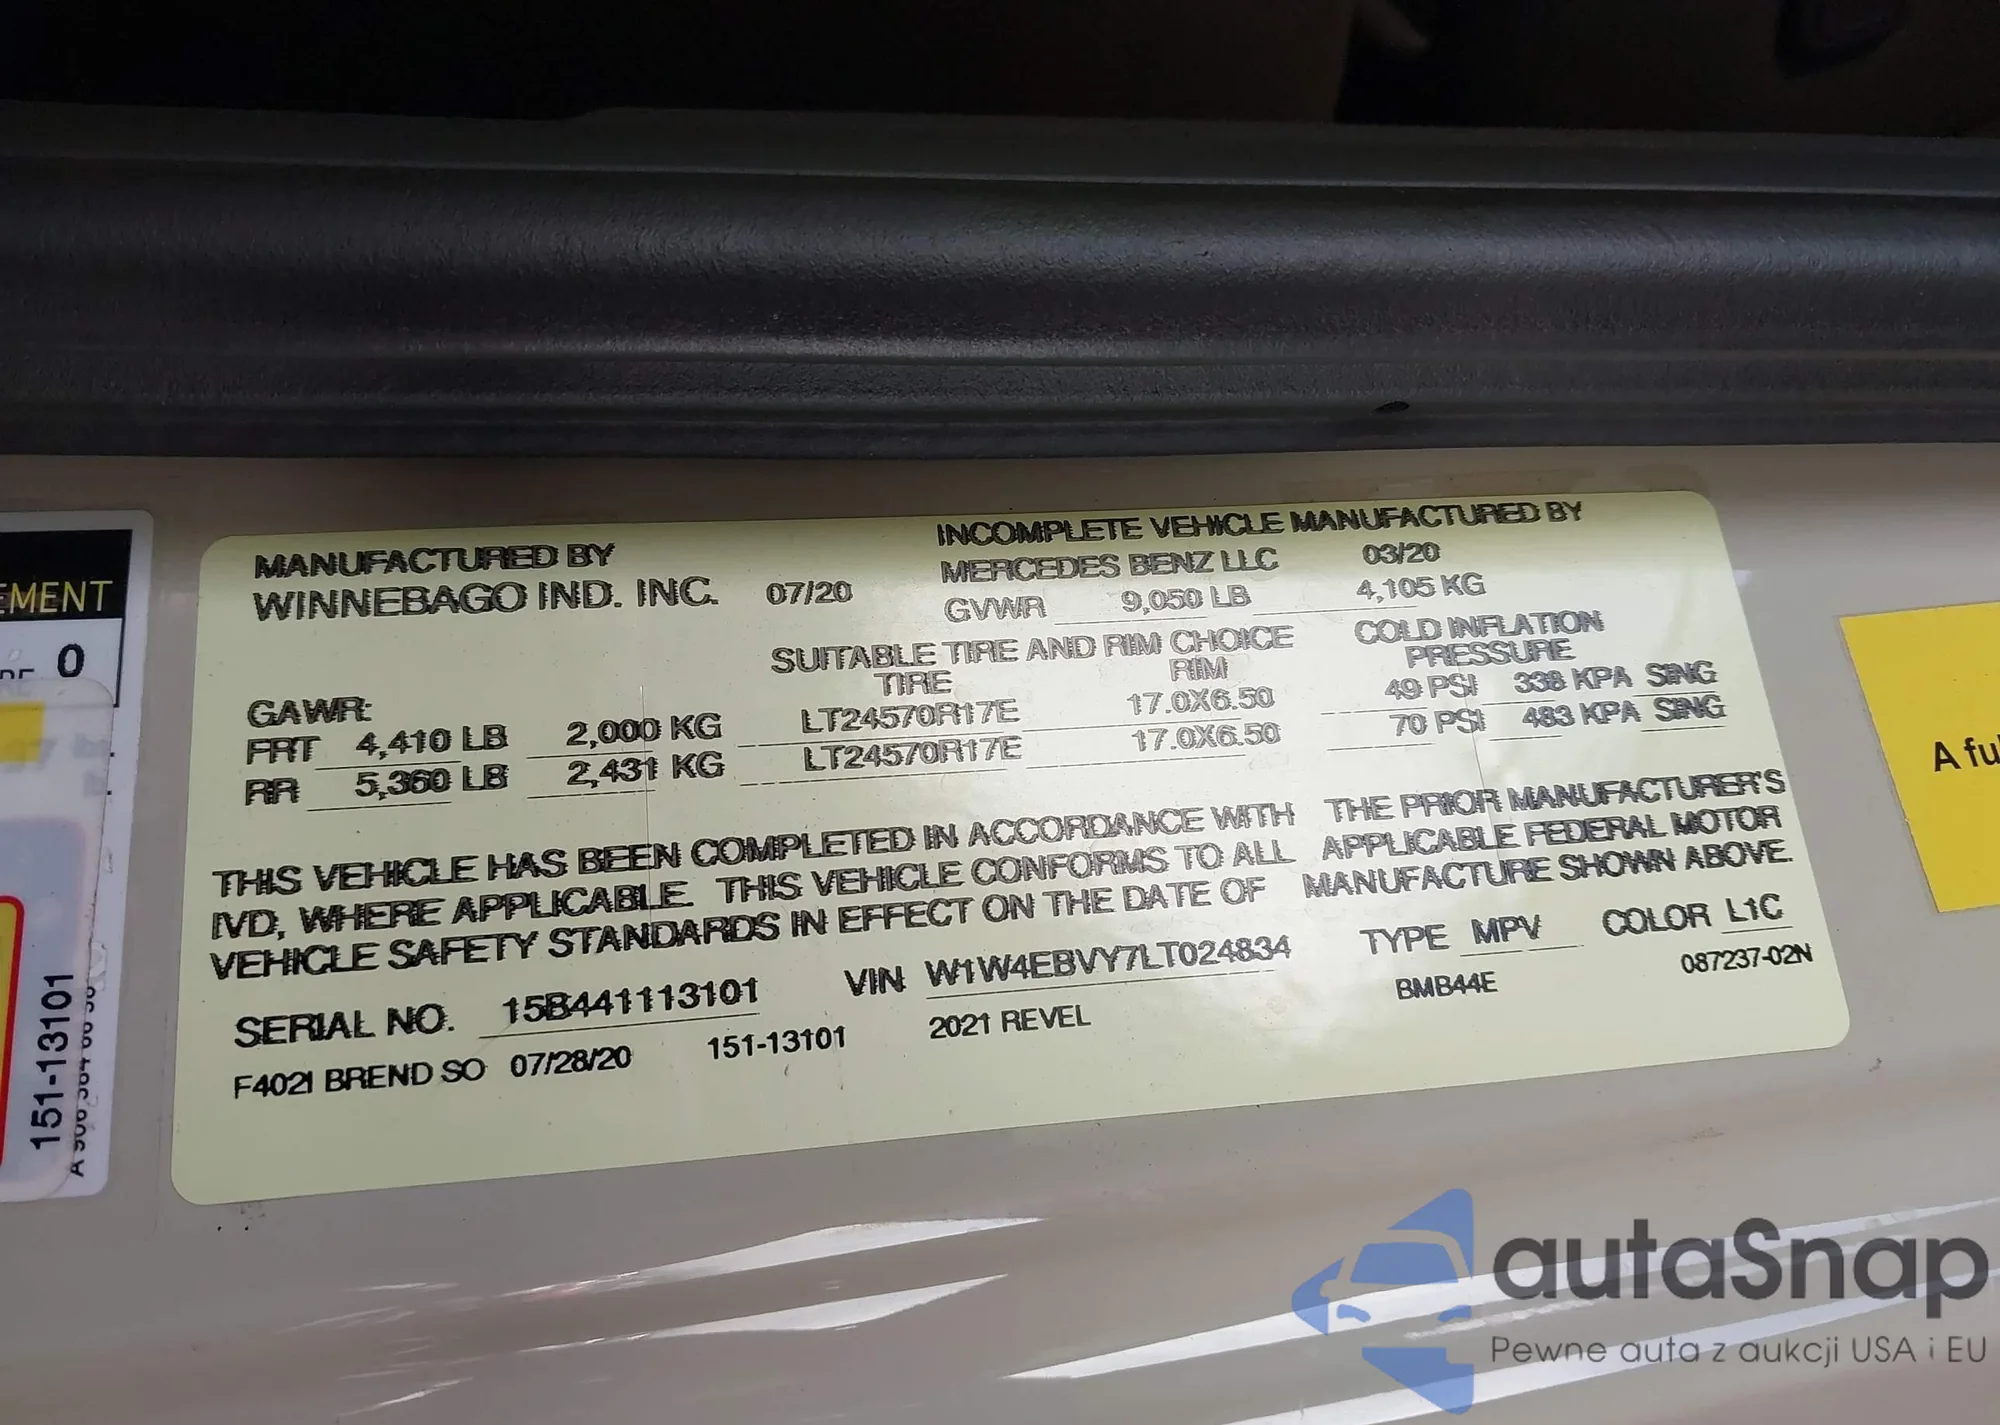 MANUFACTURED BY
WINNEBAGO IND. INC. 07/20
INCOMPLETE VEHICLE MANUFACTURED BY
MERCEDES BENZ LLC 03/20
GVWR 9,050 LB 4,105 KG
SUITABLE TIRE AND RIM CHOICE COLD INFLATION
TIRE RIM PRESSURE
GAWR:
FRT 4,410 LB 2,000 KG LT24570R17E 17.0X6.50 49 PSI 338 KPA SING
RR 5,360 LB 2,431 KG LT24570R17E 17.0X6.50 70 PSI 483 KPA SING
THIS VEHICLE HAS BEEN COMPLETED IN ACCORDANCE WITH THE PRIOR MANUFACTURER'S
IVD, WHERE APPLICABLE. THIS VEHICLE CONFORMS TO ALL APPLICABLE FEDERAL MOTOR
VEHICLE SAFETY STANDARDS IN EFFECT ON THE DATE OF MANUFACTURE SHOWN ABOVE.
SERIAL NO. 15B441113101 VIN W1W4EBVY7LT024834 TYPE MPV COLOR L1C
F402I BREND SO 07/28/20 151-13101 2021 REVEL BMB44E 087237-02N
EMENT
0
151-13101
A fu
autaSnap
Pewne auta z aukcji USA i EU